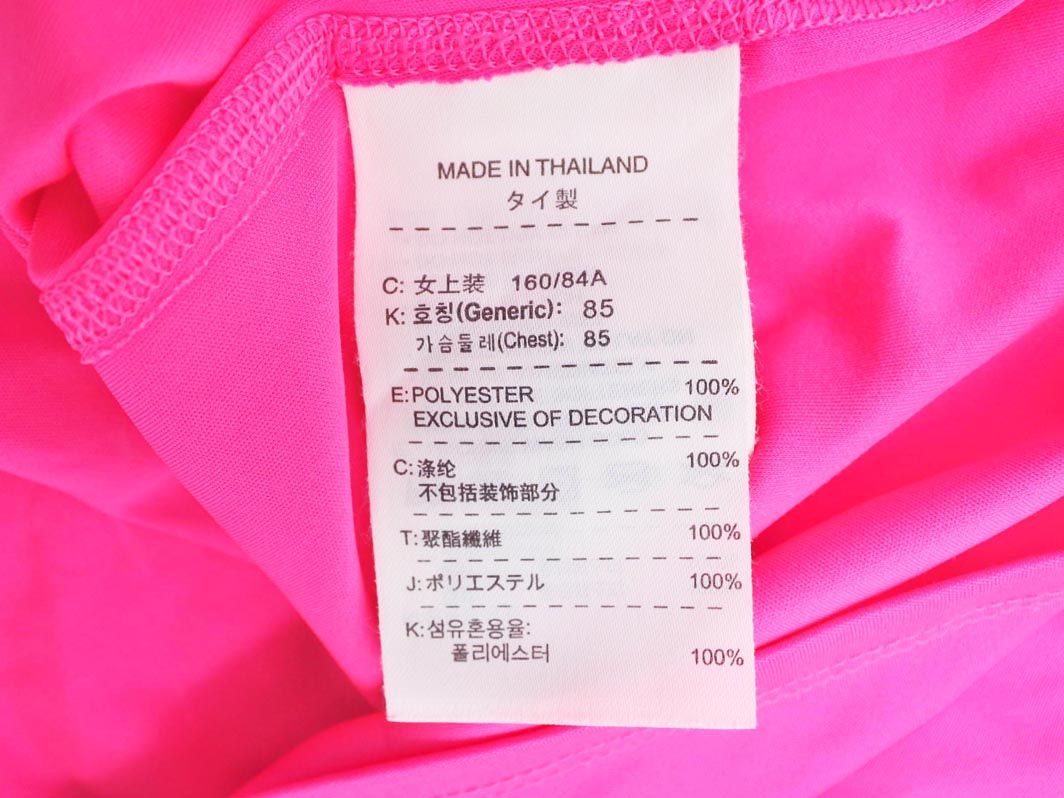 MADE IN THAILAND
タイ製
C: 女上装 160/84A
K: 호칭(Generic): 85
가슴둘레(Chest): 85
E:POLYESTER 100%
EXCLUSIVE OF DECORATION
C:涤纶 100%
不包括装饰部分
T:聚酯纖維 100%
J:ポリエステル 100%
K:섬유혼용율:
폴리에스터 100%